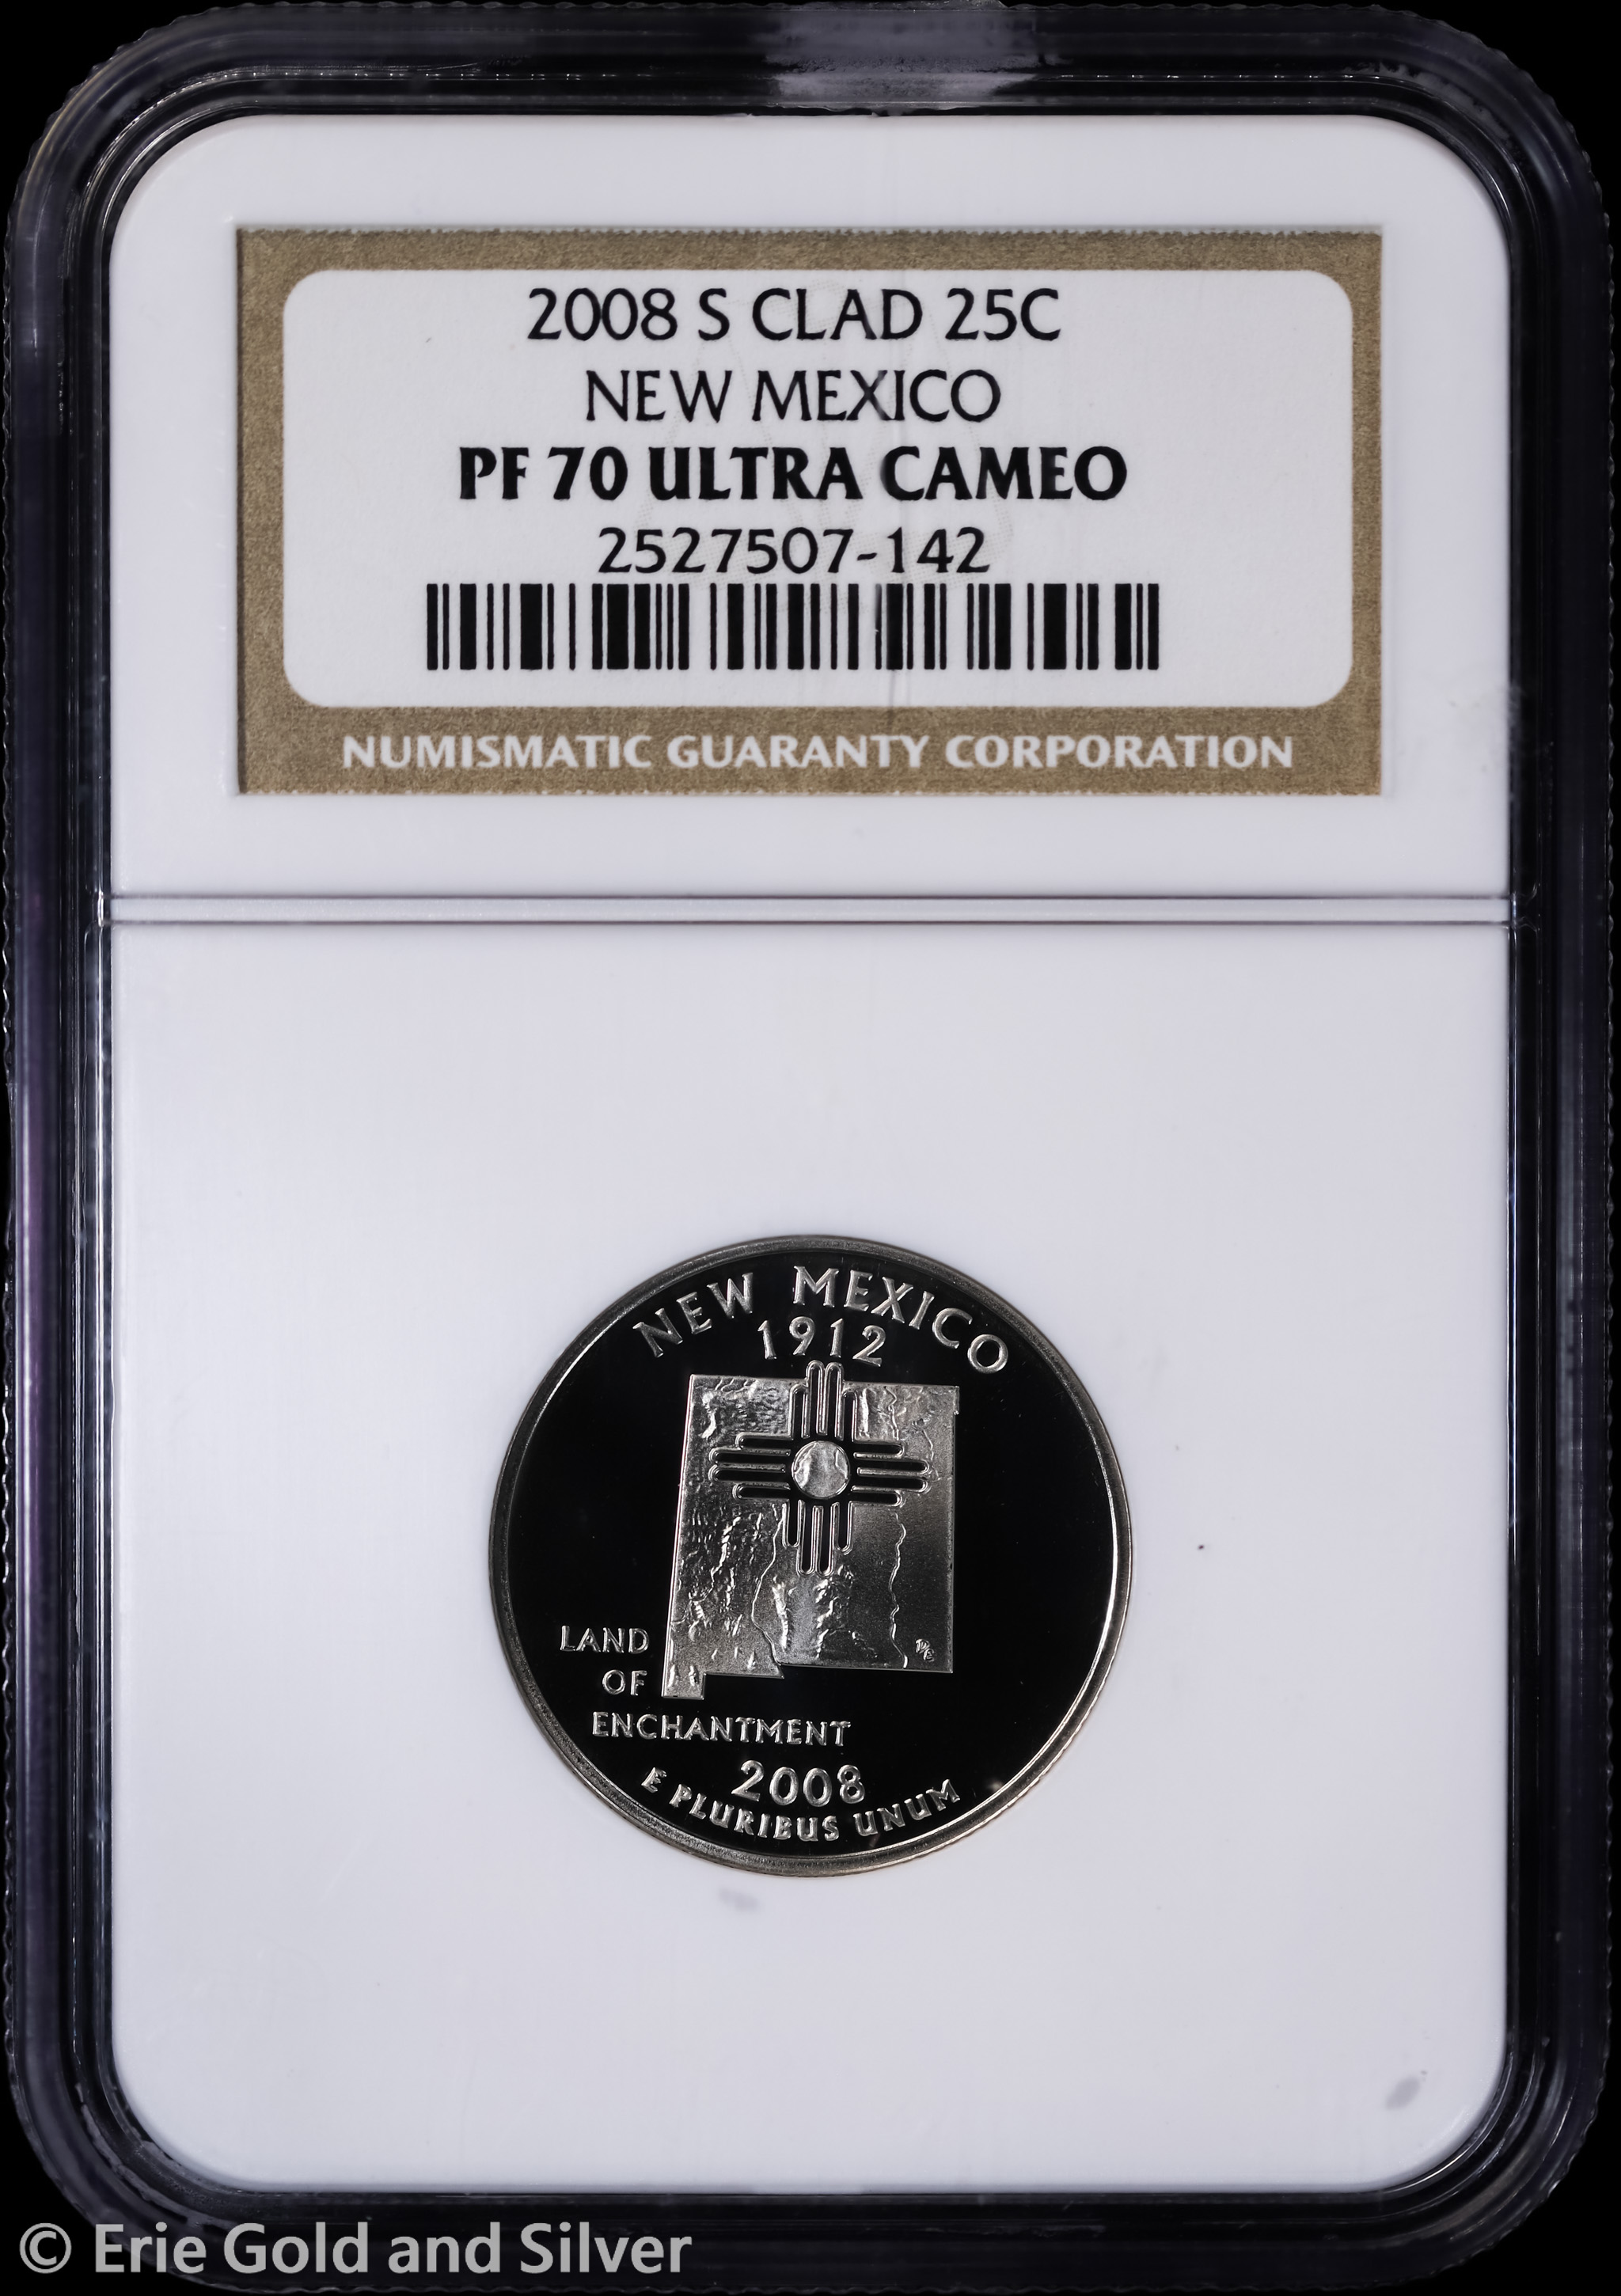 2008 S CLAD 25C
NEW MEXICO
PF 70 ULTRA CAMEO
2527507-142
NUMISMATIC GUARANTY CORPORATION
NEW MEXICO
1912
LAND
OF
ENCHANTMENT
2008
E PLURIBUS UNUM
© Erie Gold and Silver